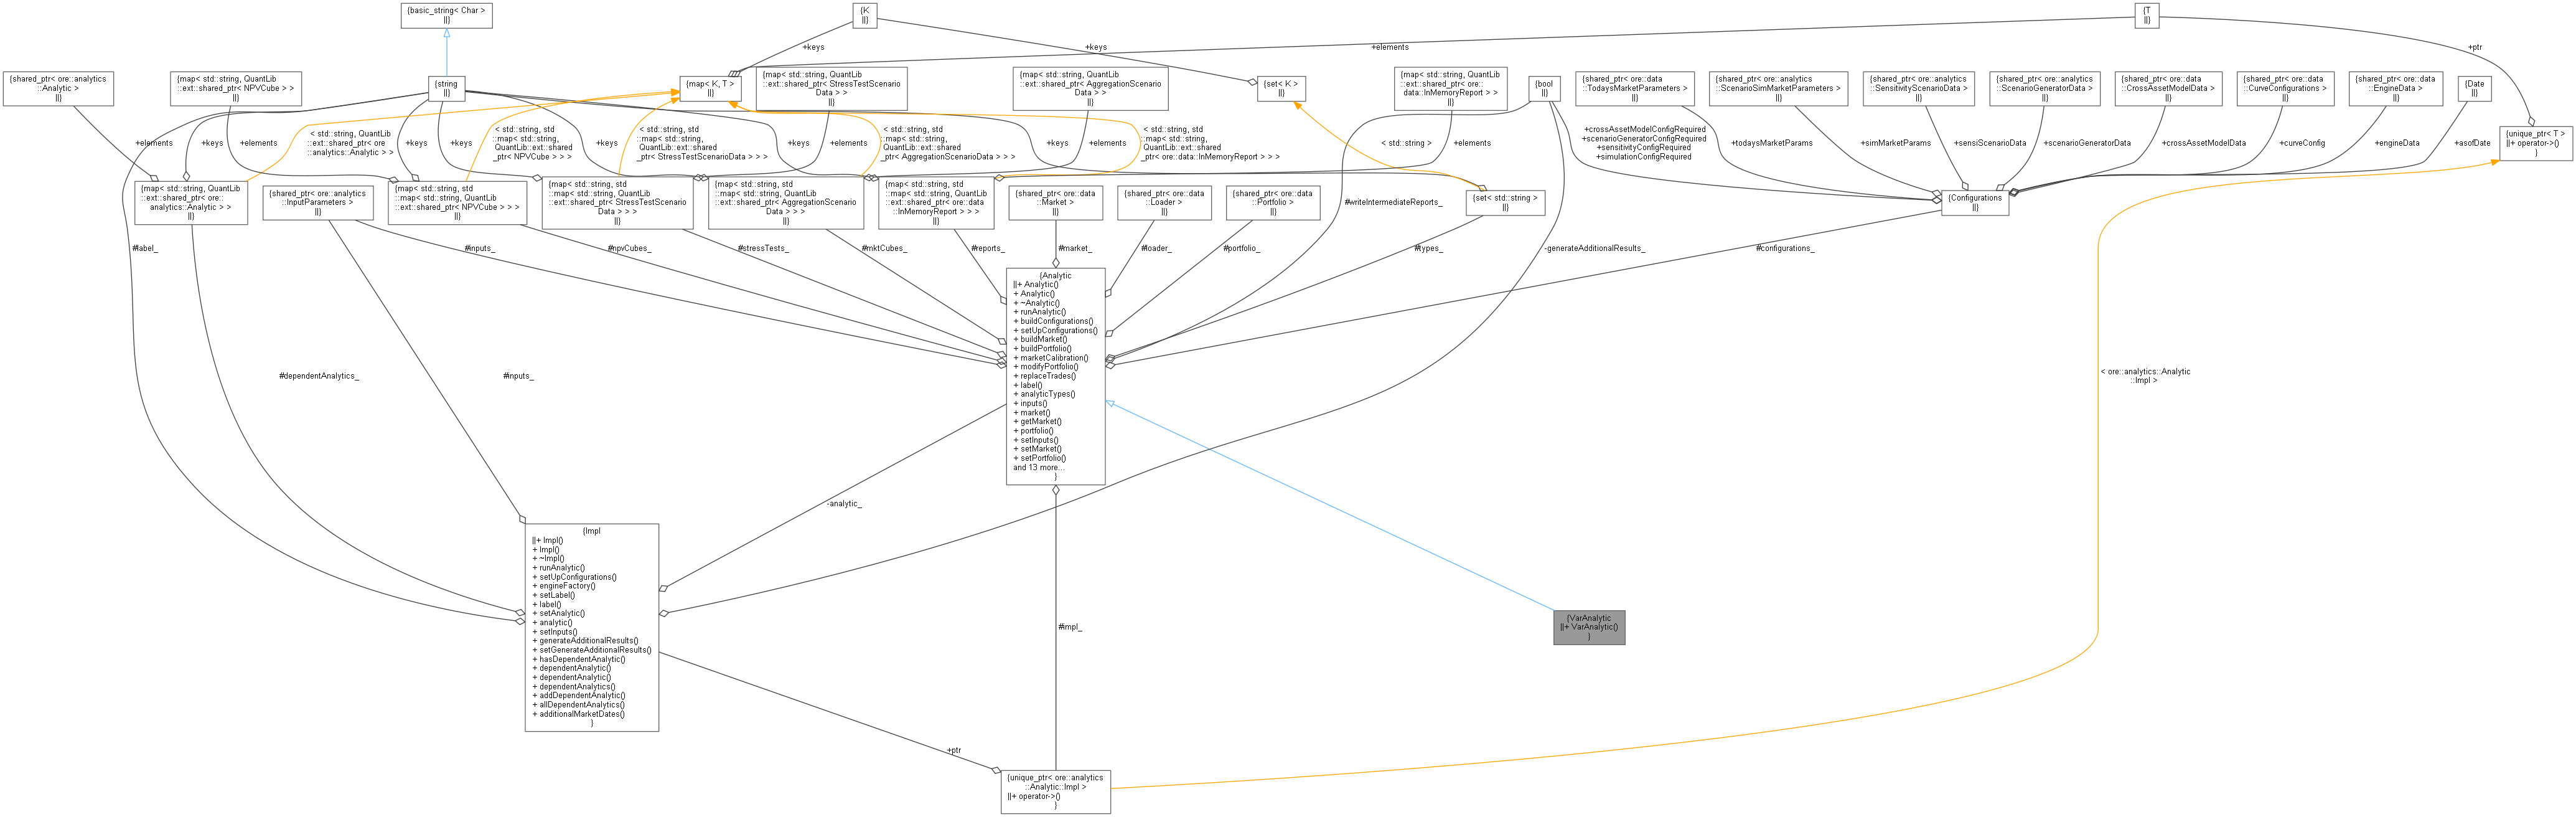 {basic_string< Char >
||}
{K
||}
{T
||}
+keys
+keys
+elements
+ptr
{shared_ptr< ore::analytics
::Analytic >
||}
{map< std::string, QuantLib
::ext::shared_ptr< NPVCube > >
||}
{string
||}
{map< K, T >
||}
{map< std::string, QuantLib
::ext::shared_ptr< StressTestScenario
Data > >
||}
{map< std::string, QuantLib
::ext::shared_ptr< AggregationScenario
Data > >
||}
{set< K >
||}
{map< std::string, QuantLib
::ext::shared_ptr< ore::
data::InMemoryReport > >
||}
{bool
||}
{shared_ptr< ore::data
::TodaysMarketParameters >
||}
{shared_ptr< ore::analytics
::ScenarioSimMarketParameters >
||}
{shared_ptr< ore::analytics
::SensitivityScenarioData >
||}
{shared_ptr< ore::analytics
::ScenarioGeneratorData >
||}
{shared_ptr< ore::data
::CrossAssetModelData >
||}
{shared_ptr< ore::data
::CurveConfigurations >
||}
{shared_ptr< ore::data
::EngineData >
||}
{Date
||}
{unique_ptr< T >
||+ operator->()
}
+elements
+keys
+elements
< std::string, QuantLib
::ext::shared_ptr< ore
::analytics::Analytic > >
+keys
+keys
< std::string, std
::map< std::string,
QuantLib::ext::shared
_ptr< NPVCube > > >
+keys
< std::string, std
::map< std::string,
QuantLib::ext::shared
_ptr< StressTestScenarioData > > >
+keys
+elements
< std::string, std
::map< std::string,
QuantLib::ext::shared
_ptr< AggregationScenarioData > > >
+keys
+elements
< std::string, std
::map< std::string,
QuantLib::ext::shared
_ptr< ore::data::InMemoryReport > > >
< std::string >
+elements
+crossAssetModelConfigRequired
+scenarioGeneratorConfigRequired
+sensitivityConfigRequired
+simulationConfigRequired
+todaysMarketParams
+simMarketParams
+sensiScenarioData
+scenarioGeneratorData
+crossAssetModelData
+curveConfig
+engineData
+asofDate
{map< std::string, QuantLib
::ext::shared_ptr< ore::
analytics::Analytic > >
||}
{shared_ptr< ore::analytics
::InputParameters >
||}
{map< std::string, std
::map< std::string, QuantLib
::ext::shared_ptr< NPVCube > > >
||}
{map< std::string, std
::map< std::string, QuantLib
::ext::shared_ptr< StressTestScenario
Data > > >
||}
{map< std::string, std
::map< std::string, QuantLib
::ext::shared_ptr< AggregationScenario
Data > > >
||}
{map< std::string, std
::map< std::string, QuantLib
::ext::shared_ptr< ore::data
::InMemoryReport > > >
||}
{shared_ptr< ore::data
::Market >
||}
{shared_ptr< ore::data
::Loader >
||}
{shared_ptr< ore::data
::Portfolio >
||}
#writeIntermediateReports_
{set< std::string >
||}
{Configurations
||}
#label_
#inputs_
#npvCubes_
#stressTests_
#mktCubes_
#reports_
#market_
#loader_
#portfolio_
#types_
-generateAdditionalResults_
#configurations_
{Analytic
||+ Analytic()
+ Analytic()
+ ~Analytic()
+ runAnalytic()
+ buildConfigurations()
+ setUpConfigurations()
+ buildMarket()
+ buildPortfolio()
+ marketCalibration()
+ modifyPortfolio()
+ replaceTrades()
+ label()
+ analyticTypes()
+ inputs()
+ market()
+ getMarket()
+ portfolio()
+ setInputs()
+ setMarket()
+ setPortfolio()
and 13 more...
}
#dependentAnalytics_
#inputs_
< ore::analytics::Analytic
::Impl >
-analytic_
{Impl
||+ Impl()
+ Impl()
+ ~Impl()
+ runAnalytic()
+ setUpConfigurations()
+ engineFactory()
+ setLabel()
+ label()
+ setAnalytic()
+ analytic()
+ setInputs()
+ generateAdditionalResults()
+ setGenerateAdditionalResults()
+ hasDependentAnalytic()
+ dependentAnalytic()
+ dependentAnalytic()
+ dependentAnalytics()
+ addDependentAnalytic()
+ allDependentAnalytics()
+ additionalMarketDates()
}
#impl_
{VarAnalytic
||+ VarAnalytic()
}
+ptr
{unique_ptr< ore::analytics
::Analytic::Impl >
||+ operator->()
}